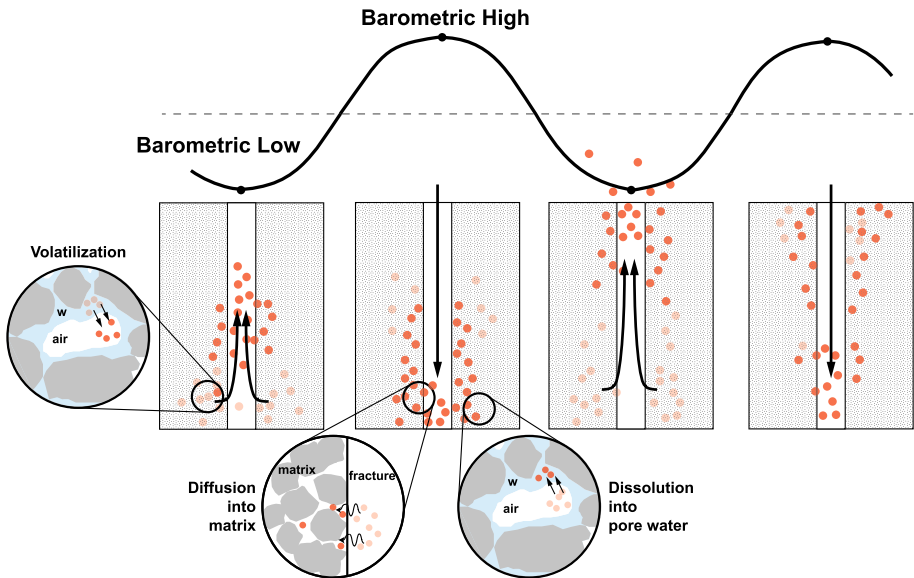 Barometric High
Barometric Low
Volatilization
w
air
matrix
fracture
Diffusion
into
matrix
w
air
Dissolution
into
pore water